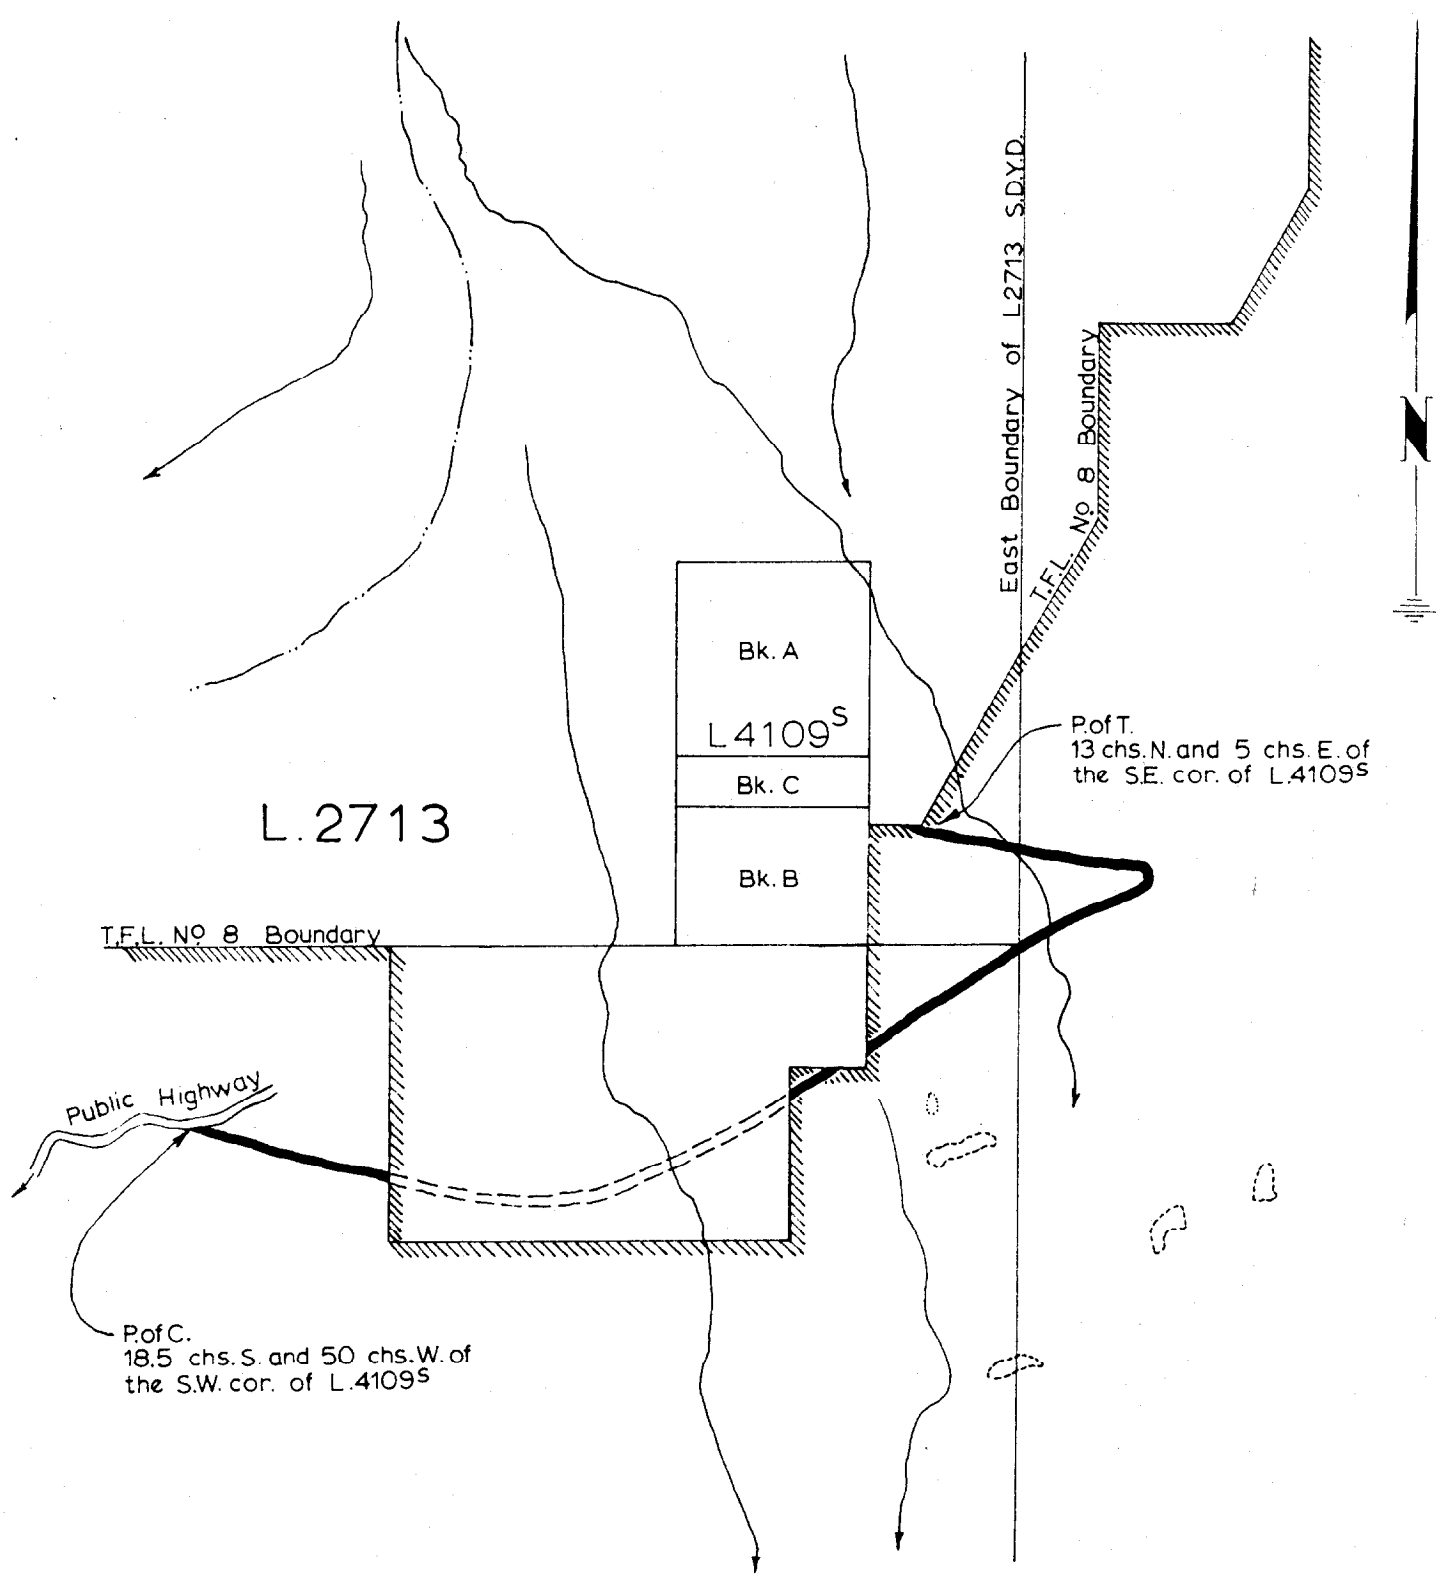 East Boundary of L2713 S.D.Y.D.
T.F.L. Nº 8 Boundary
N
Bk. A
L4109ˢ
Bk. C
Bk. B
P.of T.
13 chs. N. and 5 chs. E. of
the S.E. cor. of L.4109ˢ
L. 2713
T.F.L. Nº 8 Boundary
Public Highway
P.of C.
18.5 chs. S. and 50 chs. W. of
the S.W. cor. of L.4109ˢ